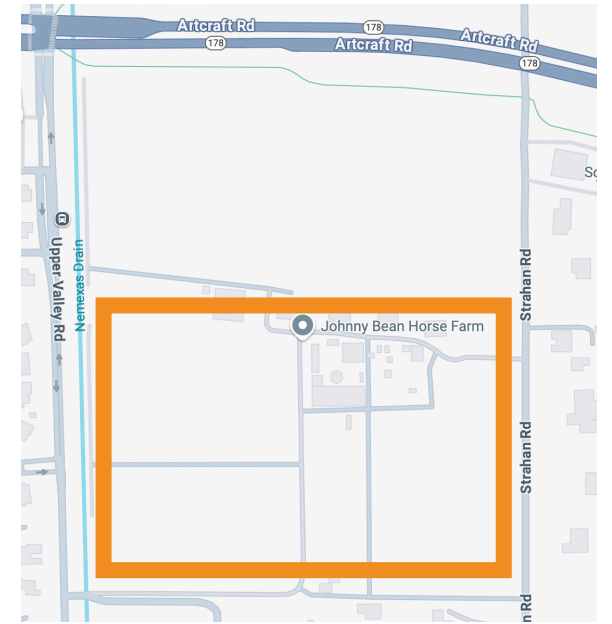 Artcraft Rd
178
178
Artcraft Rd
Artcraft Rd
178
Sc
Upper Valley Rd
Nemexas Drain
Strahan Rd
Johnny Bean Horse Farm
Strahan Rd
n Rd